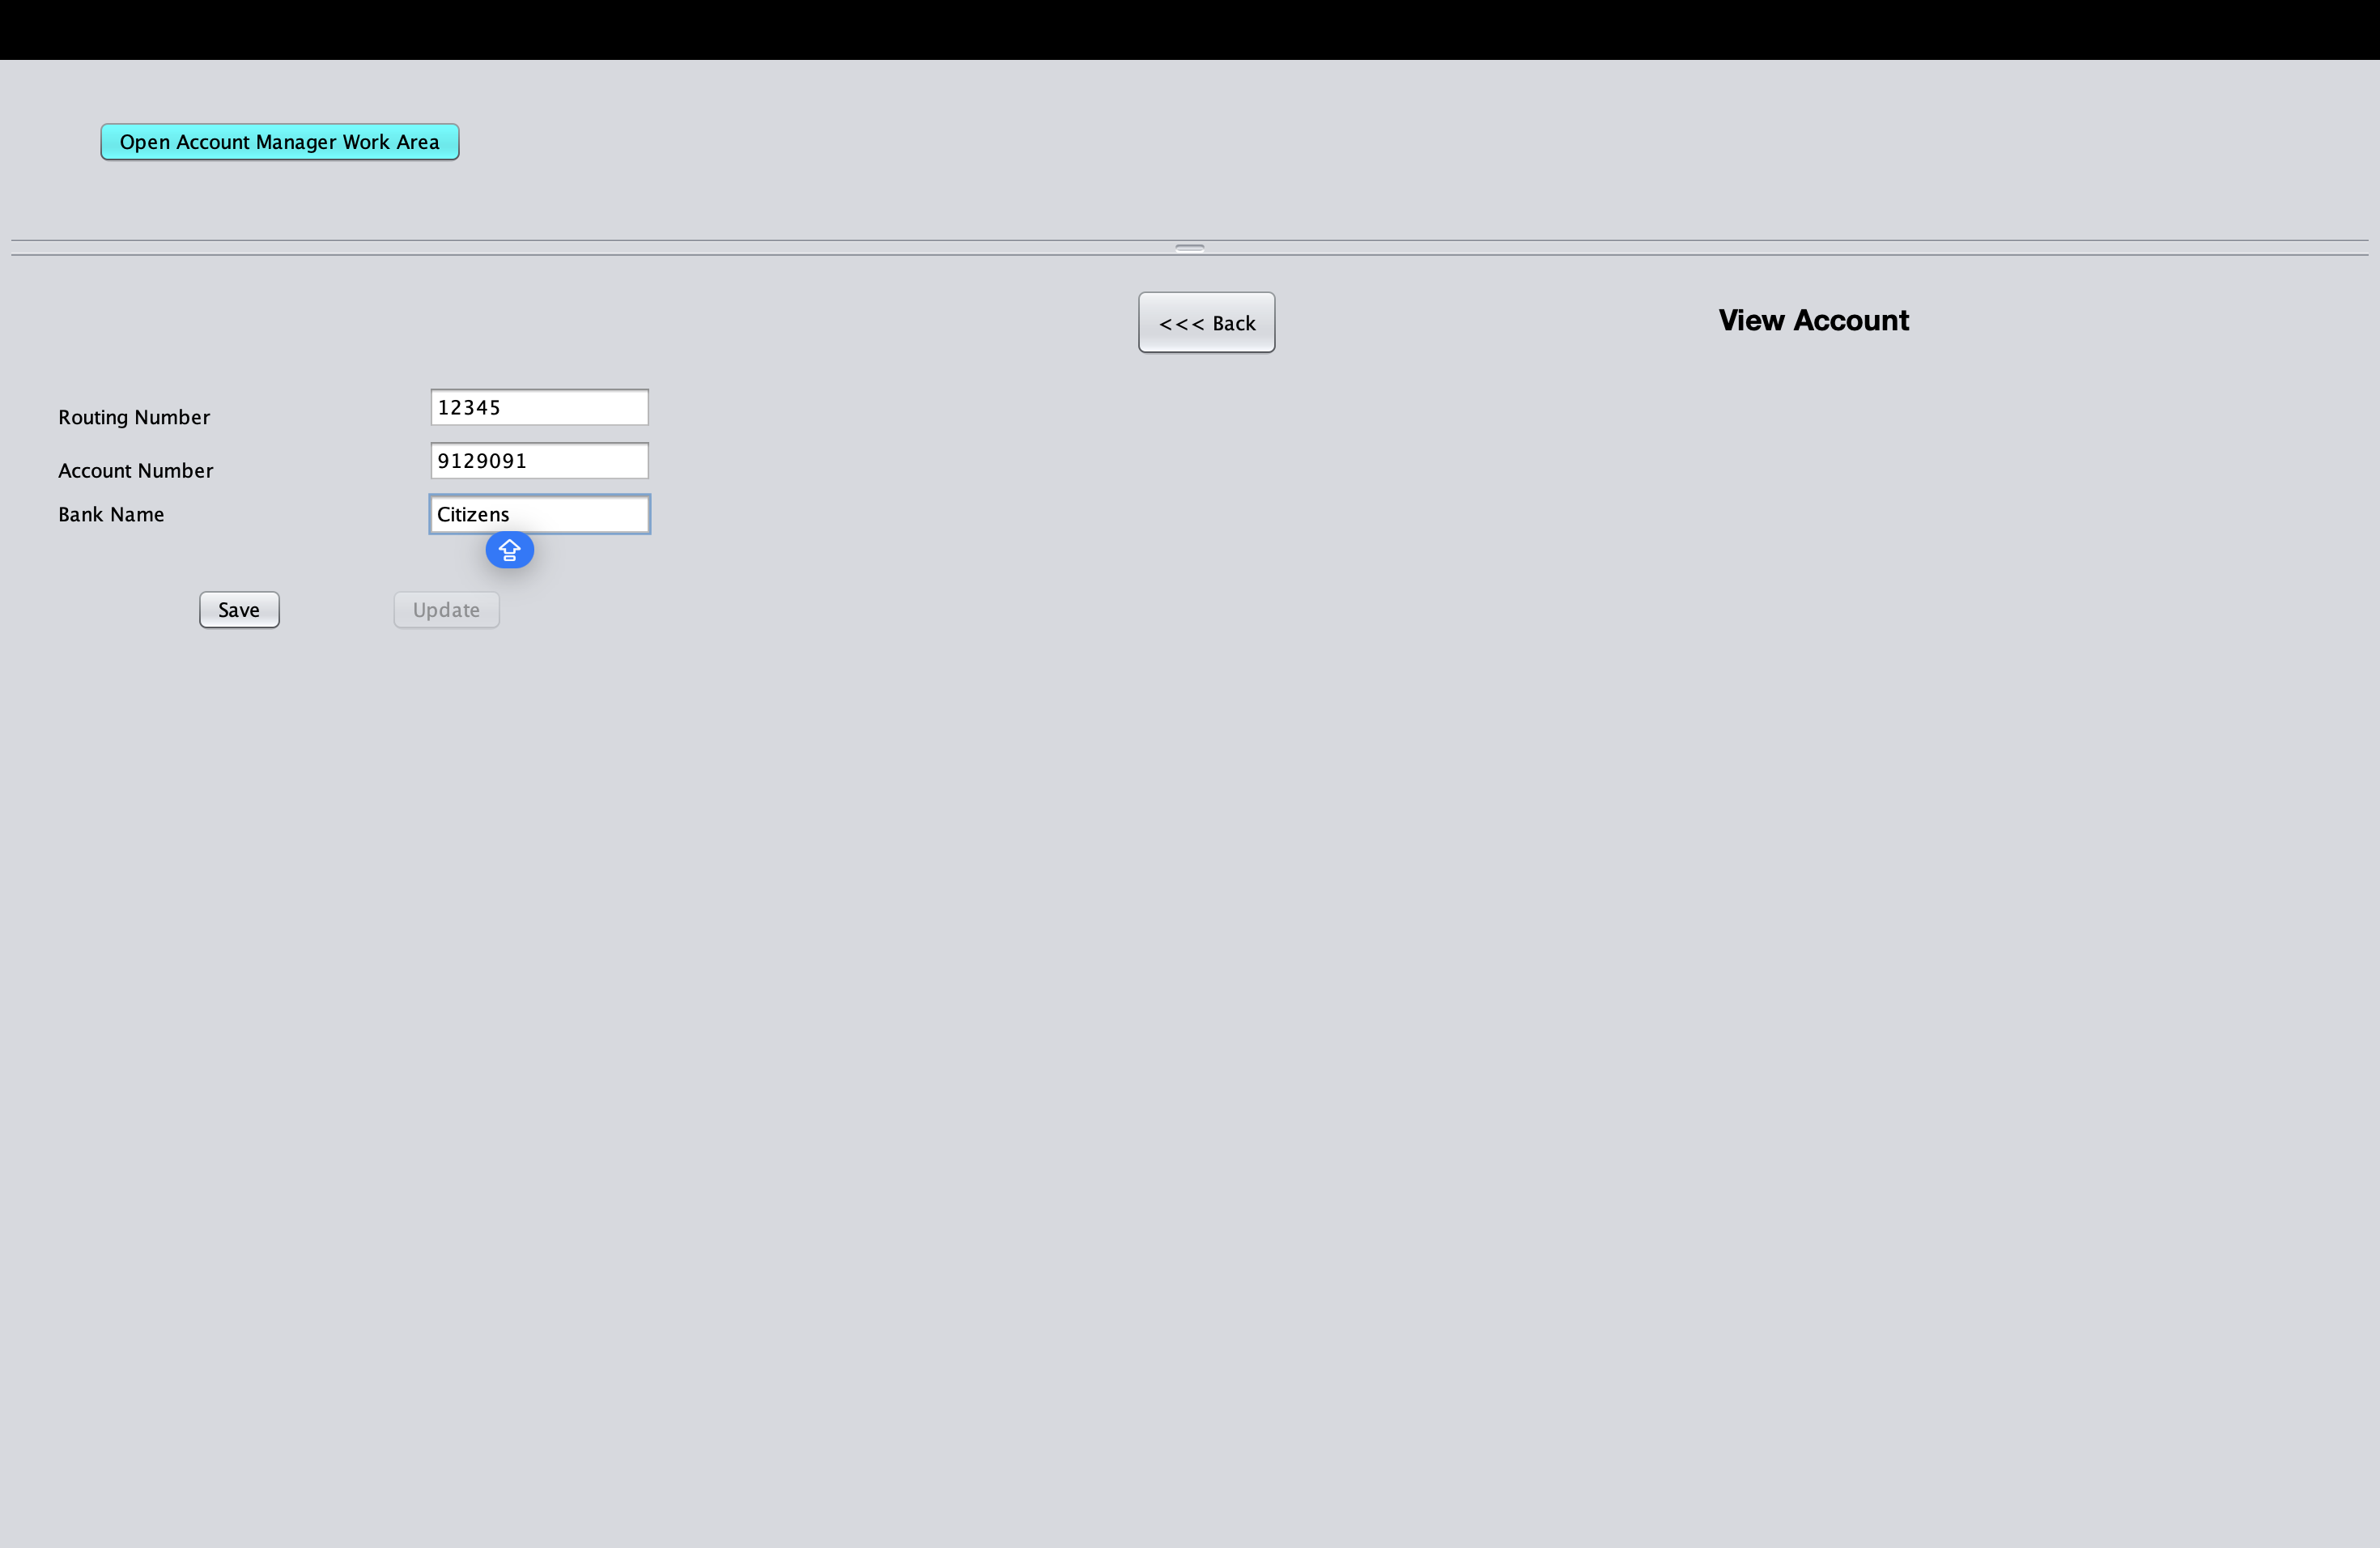 Open Account Manager Work Area
<<< Back
View Account
Routing Number 12345
Account Number 9129091
Bank Name Citizens
Save Update